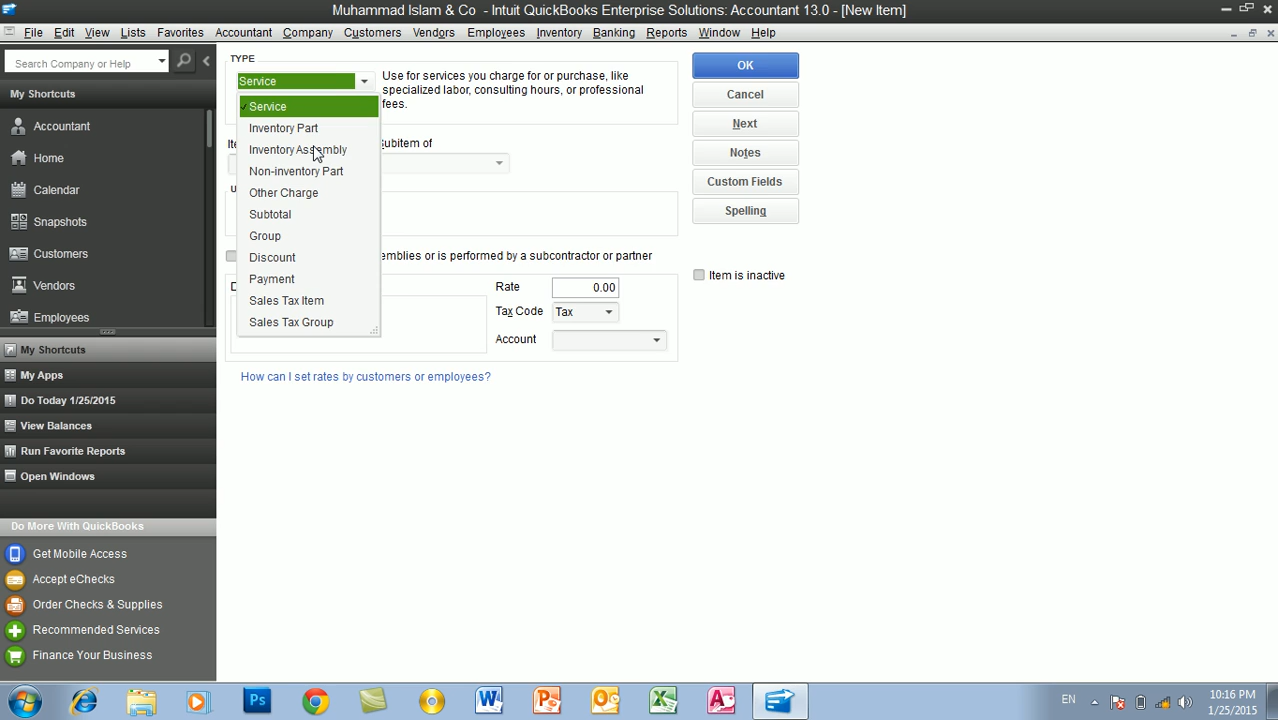 Muhammad Islam & Co - Intuit QuickBooks Enterprise Solutions: Accountant 13.0 - [New Item]
File Edit View Lists Favorites Accountant Company Customers Vendors Employees Inventory Banking Reports Window Help
Search Company or Help
My Shortcuts
Accountant
Home
Calendar
Snapshots
Customers
Vendors
Employees
My Shortcuts
My Apps
Do Today 1/25/2015
View Balances
Run Favorite Reports
Open Windows
Do More With QuickBooks
Get Mobile Access
Accept eChecks
Order Checks & Supplies
Recommended Services
Finance Your Business
TYPE
Service
Use for services you charge for or purchase, like
specialized labor, consulting hours, or professional
fees.
Service
Inventory Part
Inventory Assembly
Non-inventory Part
Other Charge
Subtotal
Group
Discount
Payment
Sales Tax Item
Sales Tax Group
ubitem of
emblies or is performed by a subcontractor or partner
Rate 0.00
Tax Code Tax
Account
How can I set rates by customers or employees?
OK
Cancel
Next
Notes
Custom Fields
Spelling
Item is inactive
EN
10:16 PM
1/25/2015